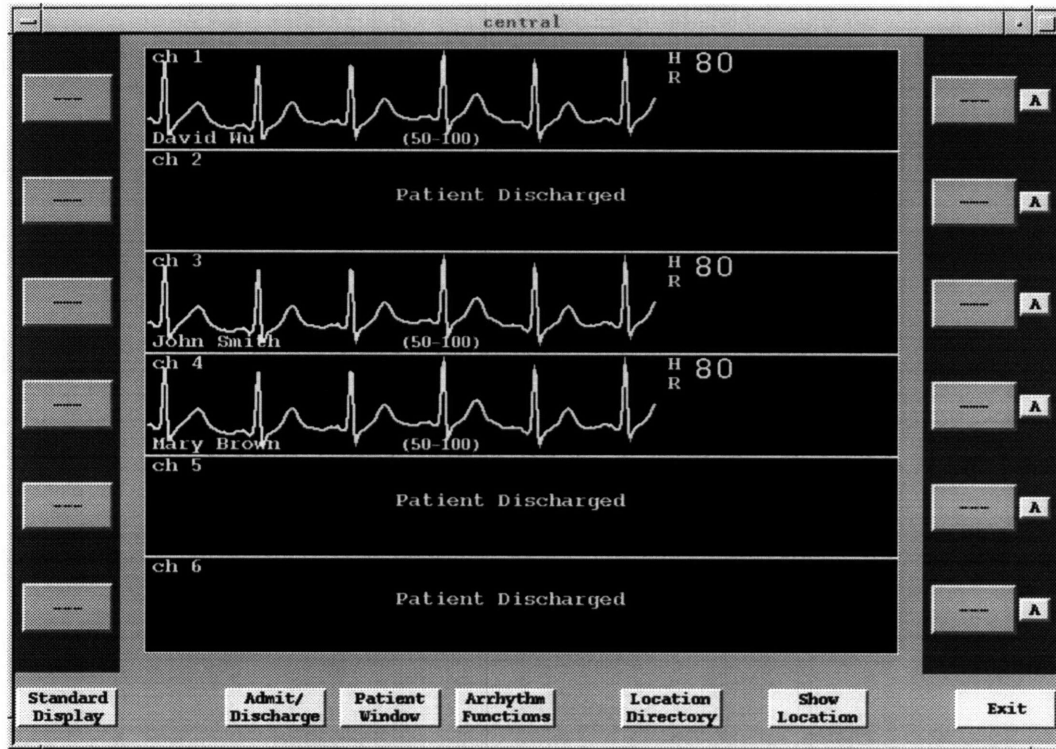 central
ch 1
H
R
80
David Wu
(50-100)
---
---
A
ch 2
Patient Discharged
---
---
A
ch 3
H
R
80
John Smith
(50-100)
---
---
A
ch 4
H
R
80
Mary Brown
(50-100)
---
---
A
ch 5
Patient Discharged
---
---
A
ch 6
Patient Discharged
---
---
A
Standard
Display
Admit/
Discharge
Patient
Window
Arrhythm
Functions
Location
Directory
Show
Location
Exit